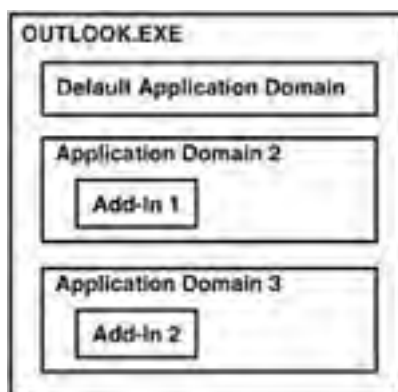 OUTLOOK.EXE
Default Application Domain
Application Domain 2
Add-In 1
Application Domain 3
Add-In 2